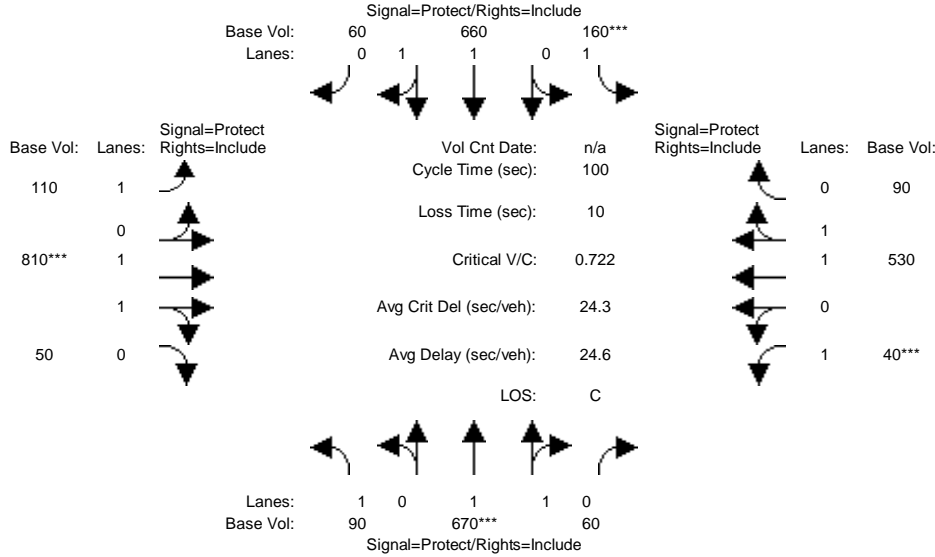 Signal=Protect/Rights=Include
Base Vol: 60 660 160***
Lanes: 0 1 1 0 1
Signal=Protect
Base Vol: Lanes: Rights=Include
Vol Cnt Date: n/a
Signal=Protect
Rights=Include Lanes: Base Vol:
Cycle Time (sec): 100
110 1
0 90
Loss Time (sec): 10
0
1
810*** 1
Critical V/C: 0.722
1 530
1
Avg Crit Del (sec/veh): 24.3
0
50 0
Avg Delay (sec/veh): 24.6
1 40***
LOS: C
Lanes: 1 0 1 1 0
Base Vol: 90 670*** 60
Signal=Protect/Rights=Include